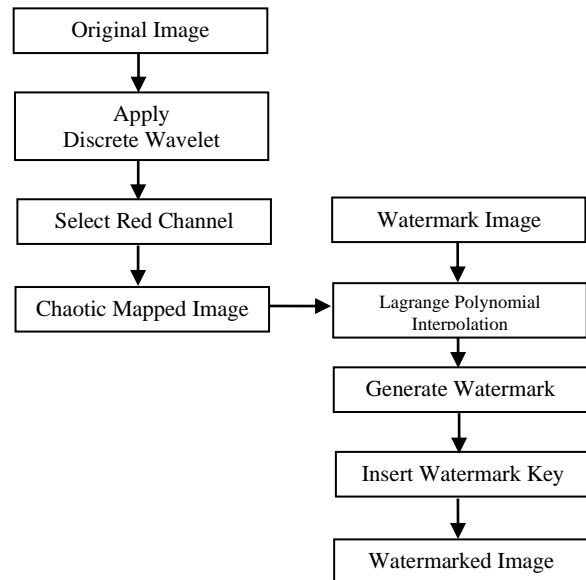 Original Image
Apply
Discrete Wavelet
Select Red Channel
Chaotic Mapped Image
Watermark Image
Lagrange Polynomial
Interpolation
Generate Watermark
Insert Watermark Key
Watermarked Image